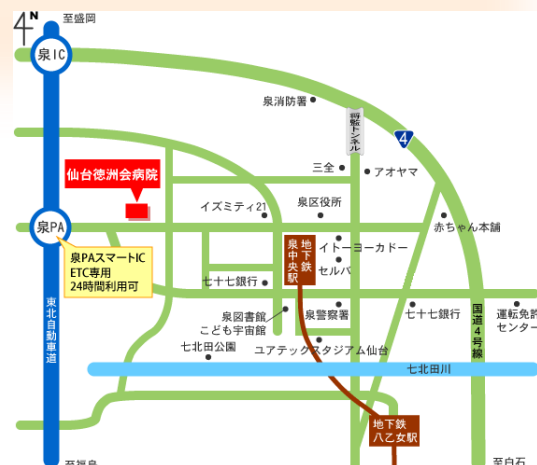 N
至盛岡
泉IC
泉消防署
将監トンネル
4
三全
アオヤマ
仙台徳洲会病院
イズミティ21
泉区役所
赤ちゃん本舗
泉PA
泉PAスマートIC
ETC専用
24時間利用可
地下鉄
泉中央駅
イトーヨーカドー
セルバ
七十七銀行
泉図書館
こども宇宙館
泉警察署
七十七銀行
運転免許
センター
東北自動車道
国道4号線
七北田公園
ユアテックスタジアム仙台
七北田川
地下鉄
八乙女駅
至福島
至白石